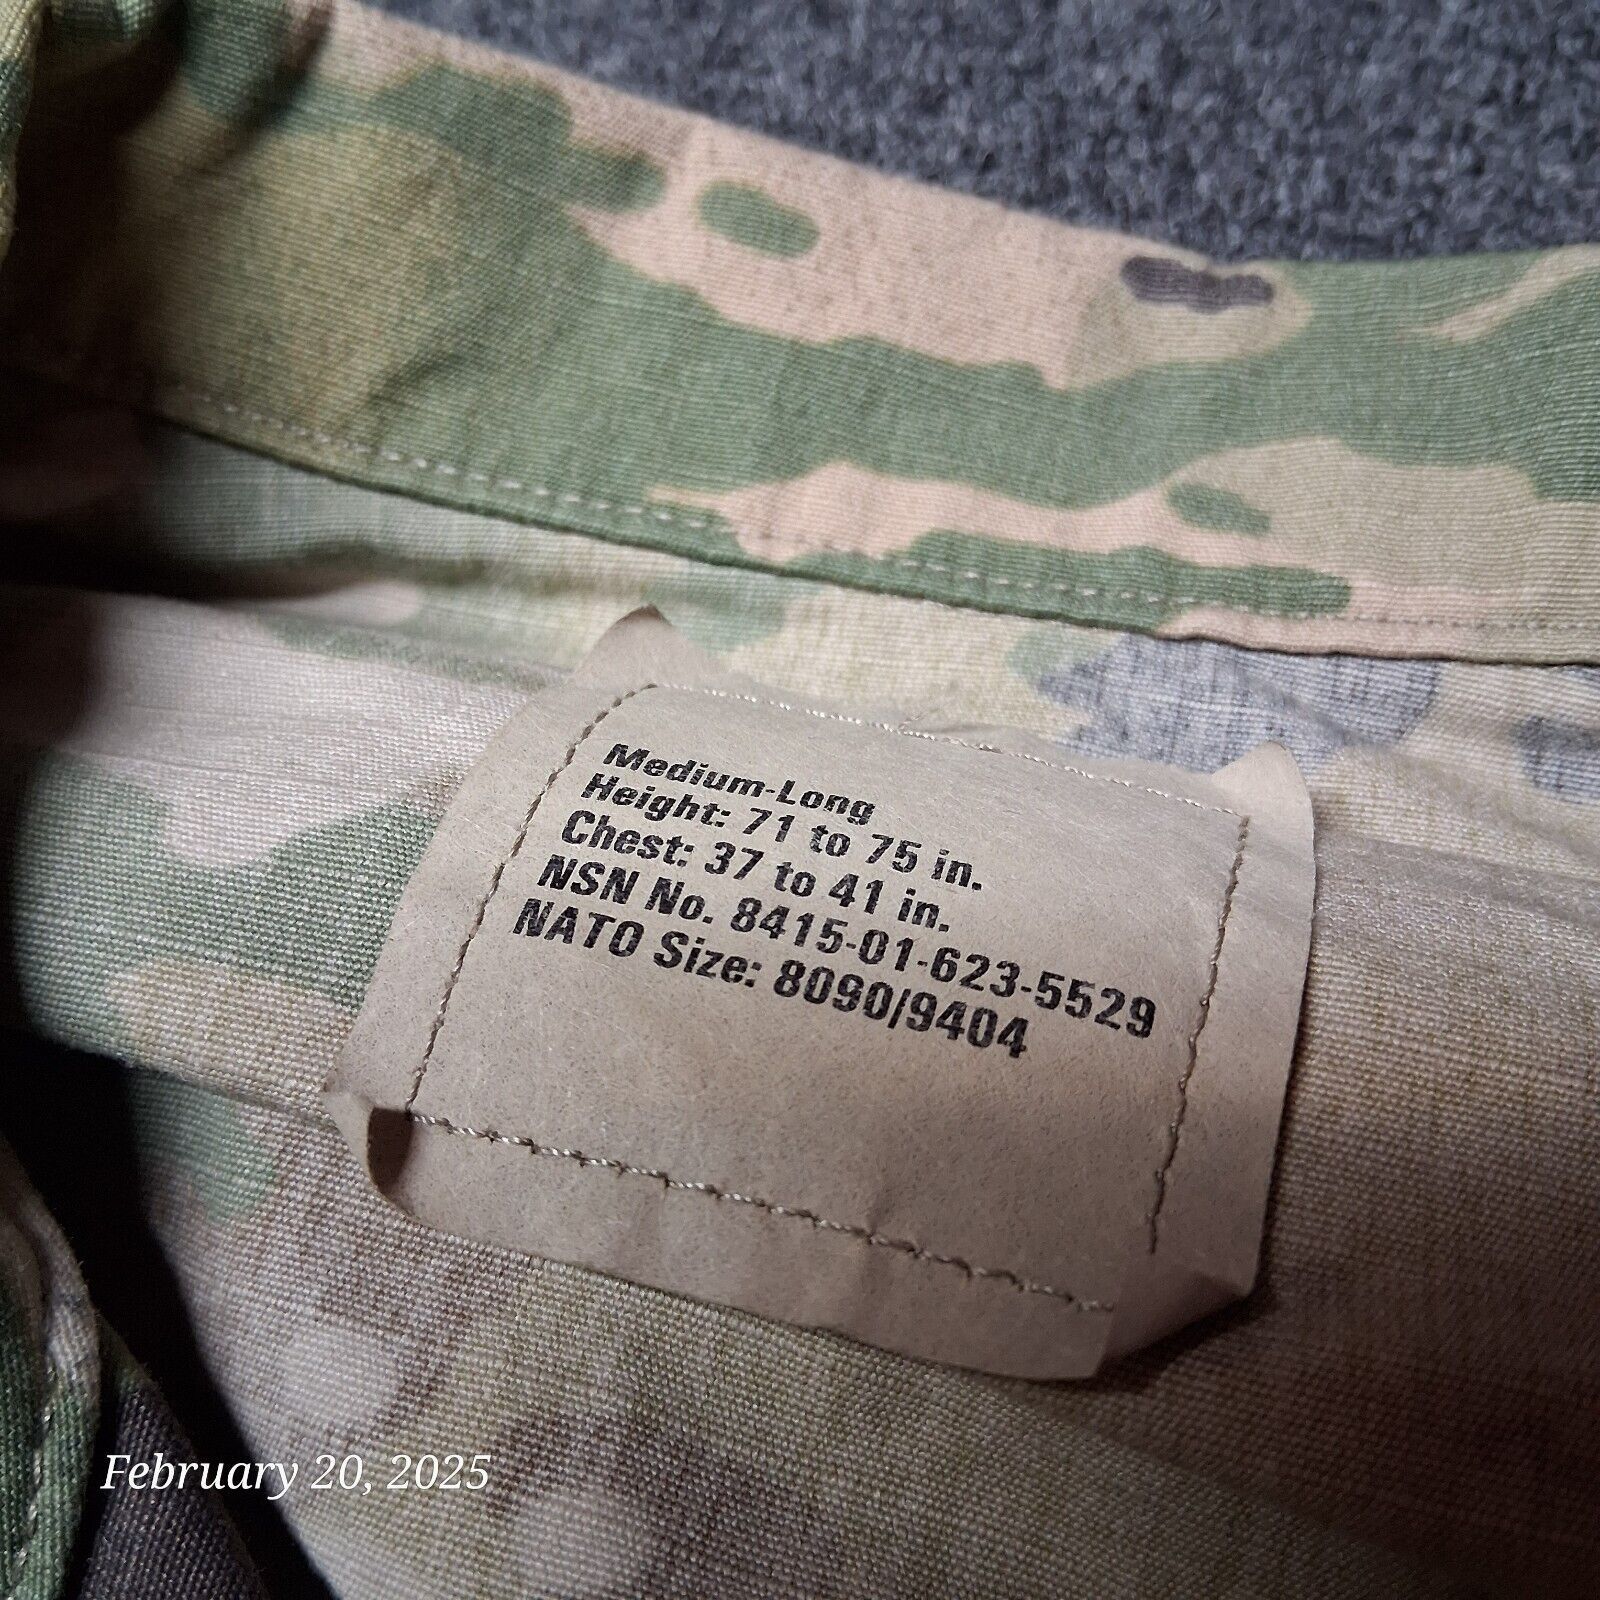 Medium-Long
Height: 71 to 75 in.
Chest: 37 to 41 in.
NSN No. 8415-01-623-5529
NATO Size: 8090/9404
February 20, 2025